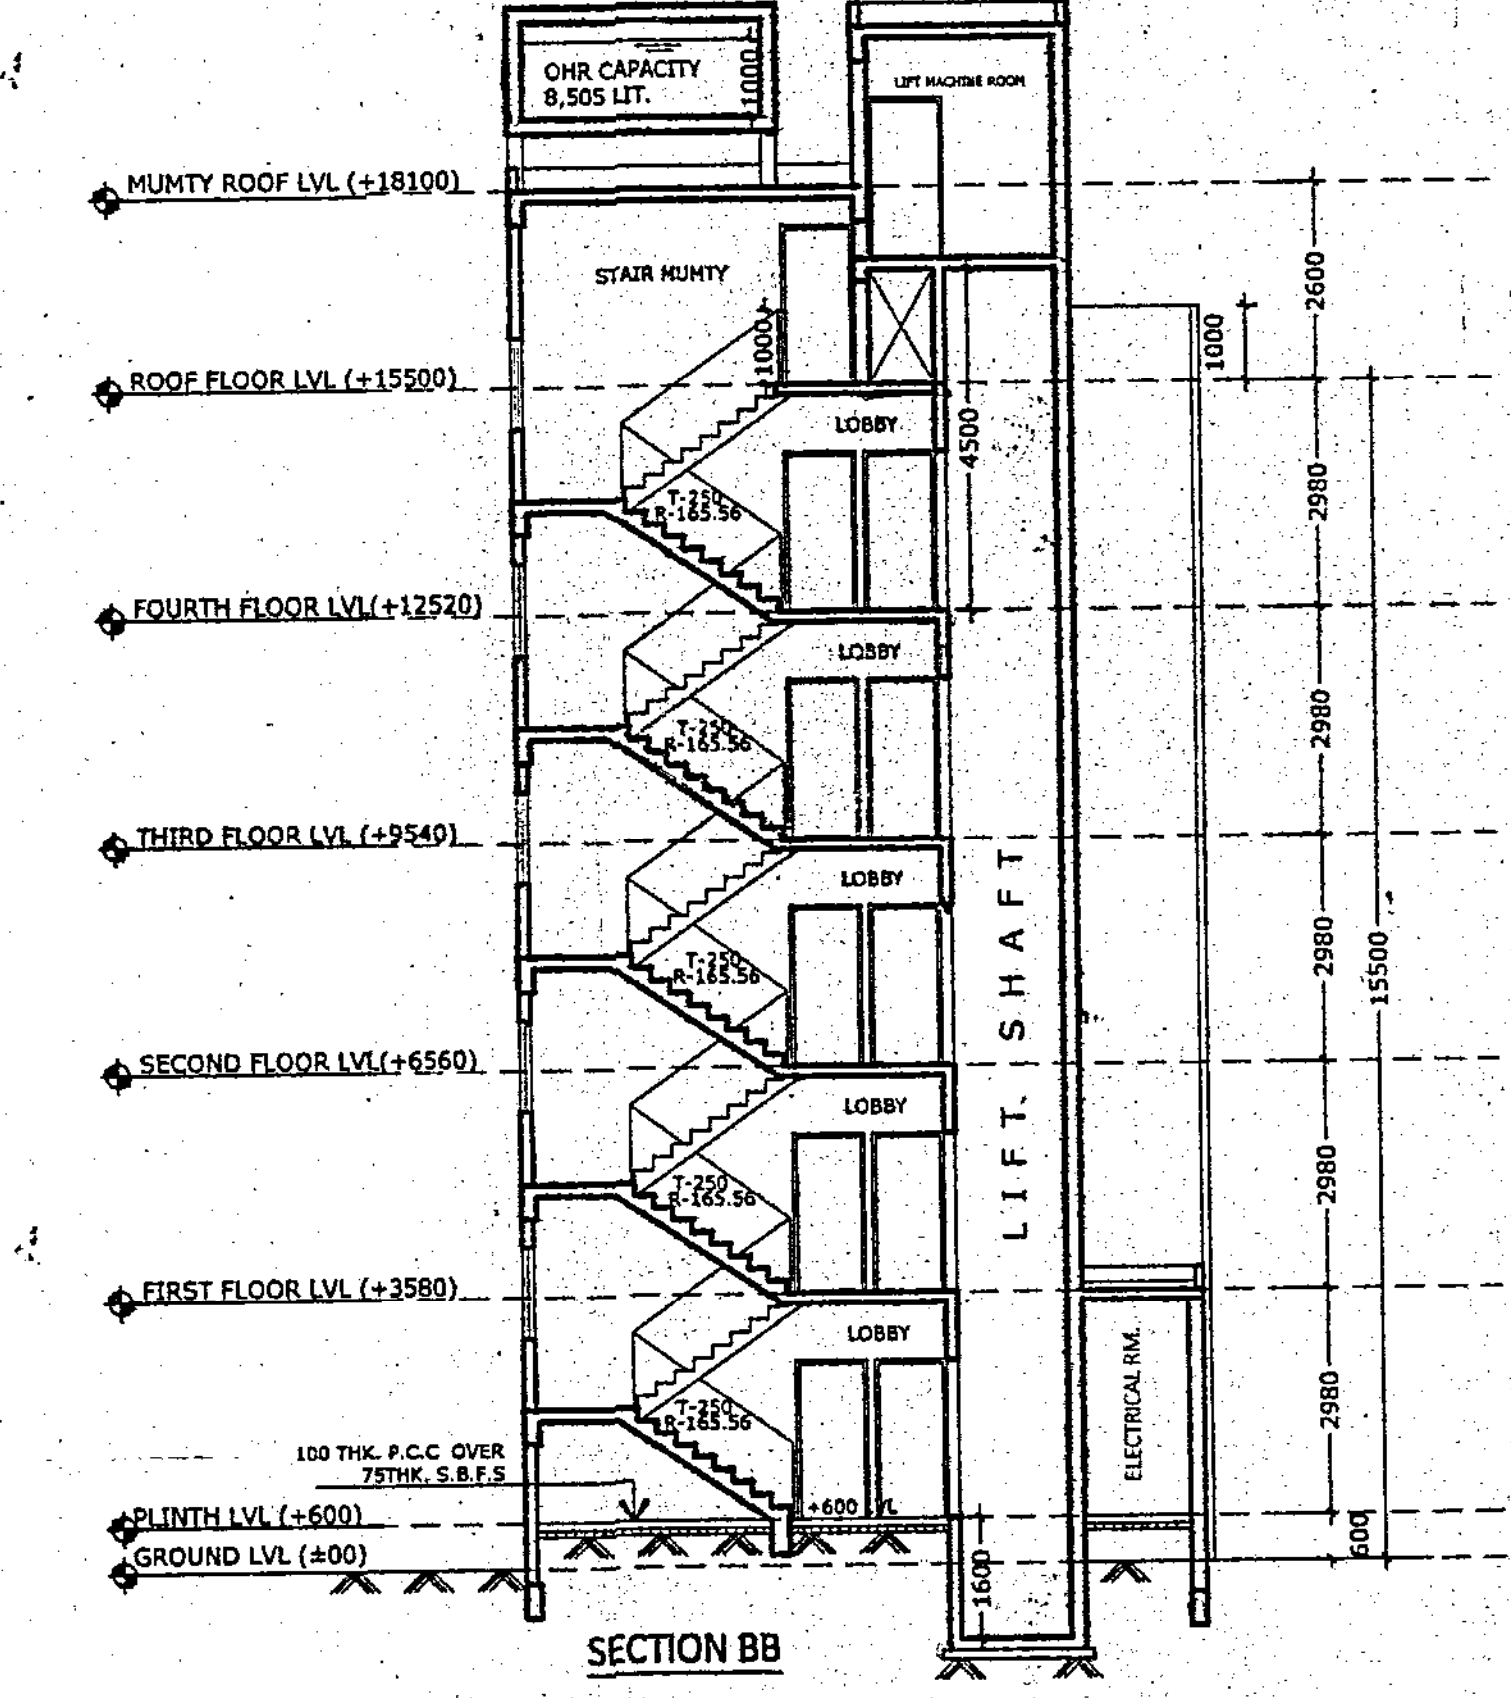 OHR CAPACITY
8,505 LIT.
1000
LIFT MACHINE ROOM
MUMTY ROOF LVL (+18100)
STAIR MUMTY
2600
1000
1000
ROOF FLOOR LVL (+15500)
LOBBY
4500
2980
T-250
R-165.56
FOURTH FLOOR LVL(+12520)
LOBBY
2980
T-250
R-165.56
THIRD FLOOR LVL (+9540)
LOBBY
2980
15500
T-250
R-165.56
LIFT SHAFT
SECOND FLOOR LVL(+6560)
LOBBY
2980
T-250
R-165.56
FIRST FLOOR LVL (+3580)
LOBBY
ELECTRICAL RM.
2980
T-250
R-165.56
100 THK. P.C.C OVER
75THK. S.B.F.S
+600 LVL
PLINTH LVL (+600)
600
GROUND LVL (±00)
1600
SECTION BB